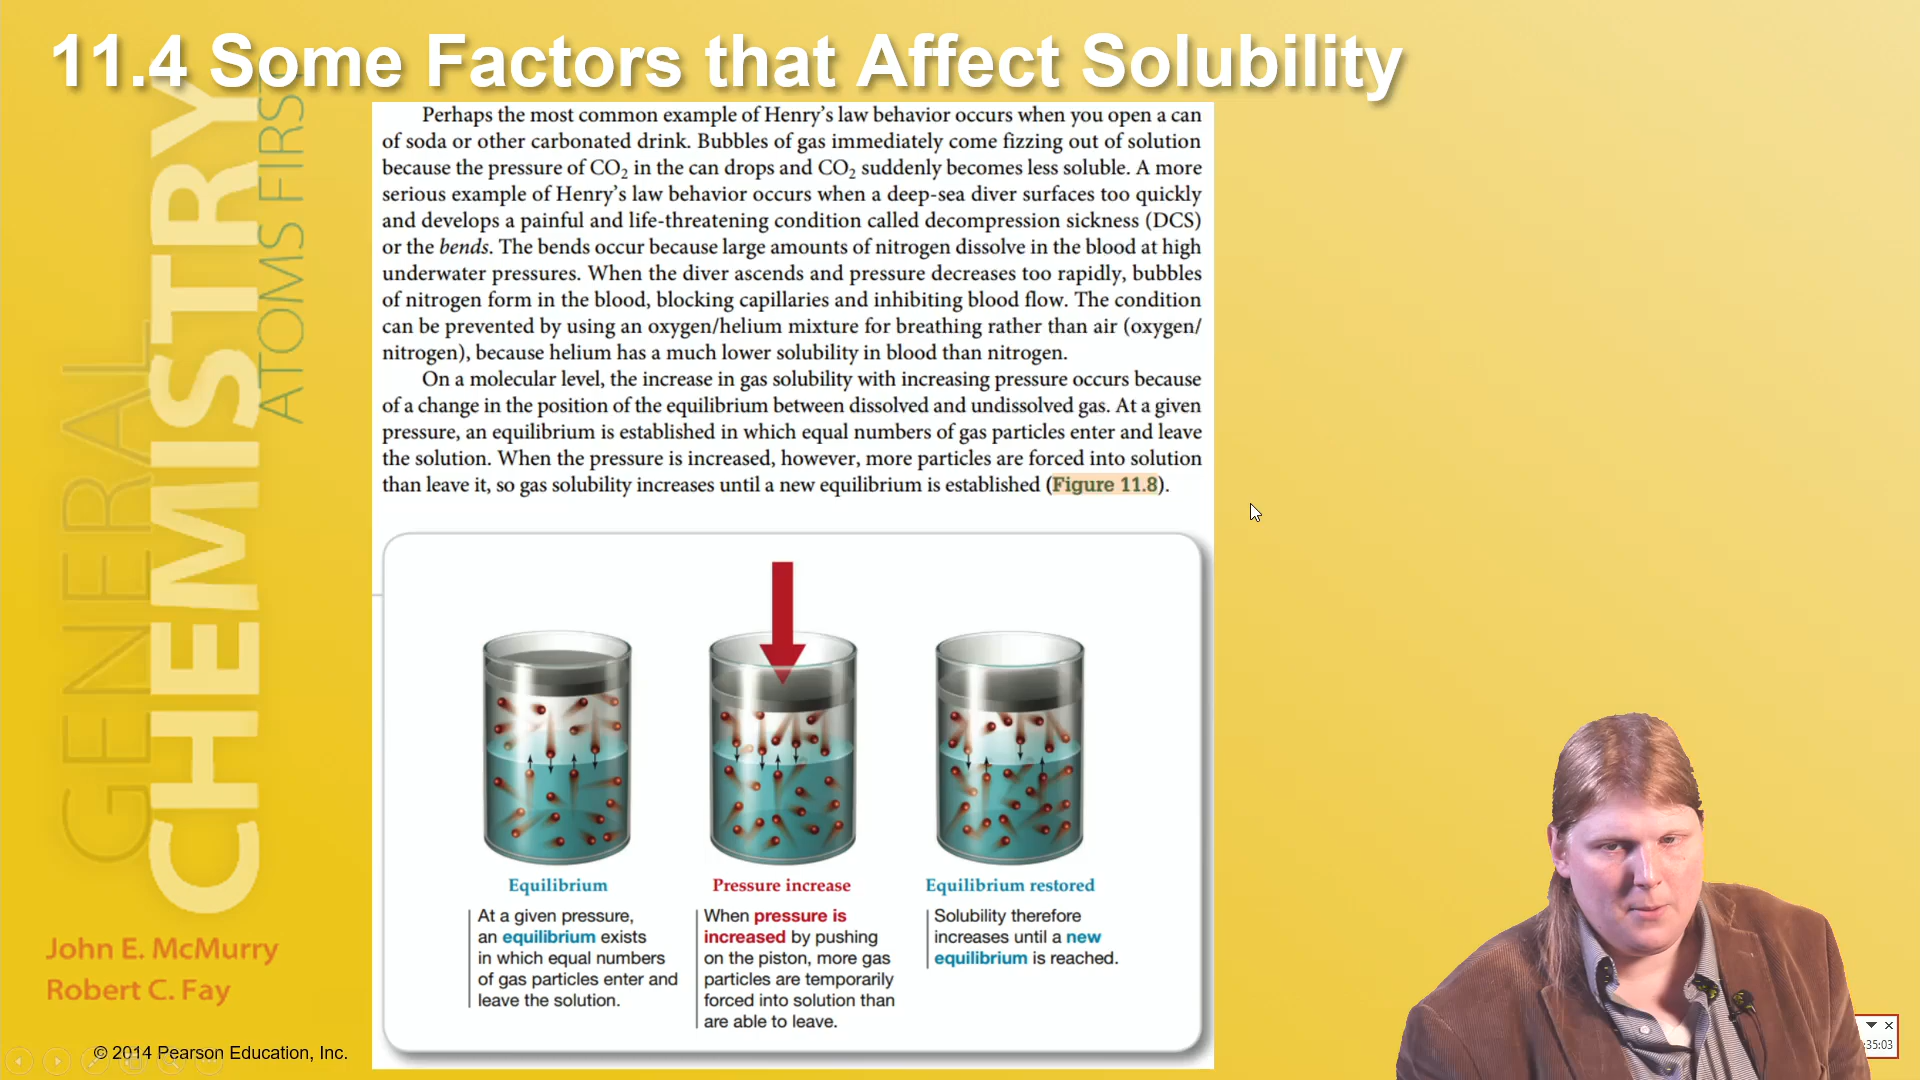 11.4 Some Factors that Affect Solubility
GENERAL
CHEMISTRY
ATOMS FIRST
Perhaps the most common example of Henry’s law behavior occurs when you open a can
of soda or other carbonated drink. Bubbles of gas immediately come fizzing out of solution
because the pressure of CO₂ in the can drops and CO₂ suddenly becomes less soluble. A more
serious example of Henry’s law behavior occurs when a deep-sea diver surfaces too quickly
and develops a painful and life-threatening condition called decompression sickness (DCS)
or the bends. The bends occur because large amounts of nitrogen dissolve in the blood at high
underwater pressures. When the diver ascends and pressure decreases too rapidly, bubbles
of nitrogen form in the blood, blocking capillaries and inhibiting blood flow. The condition
can be prevented by using an oxygen/helium mixture for breathing rather than air (oxygen/
nitrogen), because helium has a much lower solubility in blood than nitrogen.
On a molecular level, the increase in gas solubility with increasing pressure occurs because
of a change in the position of the equilibrium between dissolved and undissolved gas. At a given
pressure, an equilibrium is established in which equal numbers of gas particles enter and leave
the solution. When the pressure is increased, however, more particles are forced into solution
than leave it, so gas solubility increases until a new equilibrium is established (Figure 11.8).
Equilibrium
At a given pressure,
an equilibrium exists
in which equal numbers
of gas particles enter and
leave the solution.
Pressure increase
When pressure is
increased by pushing
on the piston, more gas
particles are temporarily
forced into solution than
are able to leave.
Equilibrium restored
Solubility therefore
increases until a new
equilibrium is reached.
John E. McMurry
Robert C. Fay
© 2014 Pearson Education, Inc.
:35:03